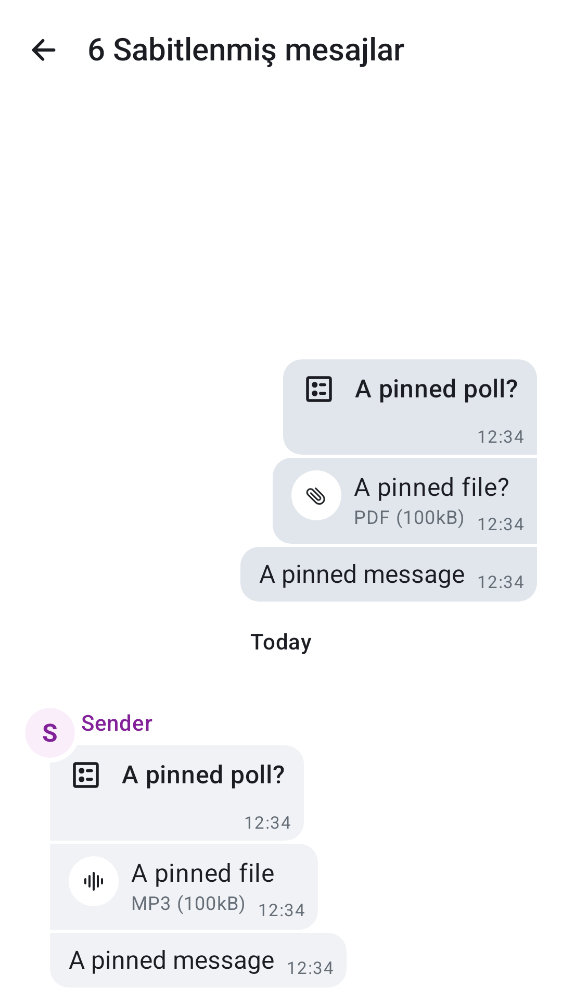 6 Sabitlenmiş mesajlar
A pinned poll?
12:34
A pinned file?
PDF (100kB) 12:34
A pinned message 12:34
Today
S Sender
A pinned poll?
12:34
A pinned file
MP3 (100kB) 12:34
A pinned message 12:34